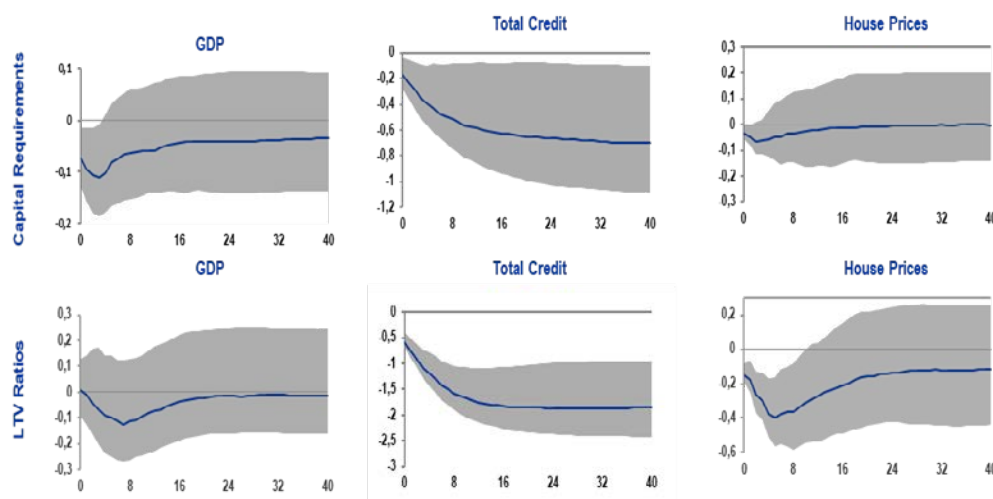 Capital Requirements
GDP
0,1
0
-0,1
-0,2
0 8 16 24 32 40
Total Credit
0
-0,2
-0,4
-0,6
-0,8
-1
-1,2
0 8 16 24 32 40
House Prices
0,3
0,2
0,1
0
-0,1
-0,2
-0,3
0 8 16 24 32 40
LTV Ratios
GDP
0,3
0,2
0,1
0
-0,1
-0,2
-0,3
0 8 16 24 32 40
Total Credit
0
-,5
-1
-1,5
-2
-2,5
-3
0 8 16 24 32 40
House Prices
0,2
0
-0,2
-0,4
-0,6
0 8 16 24 32 40